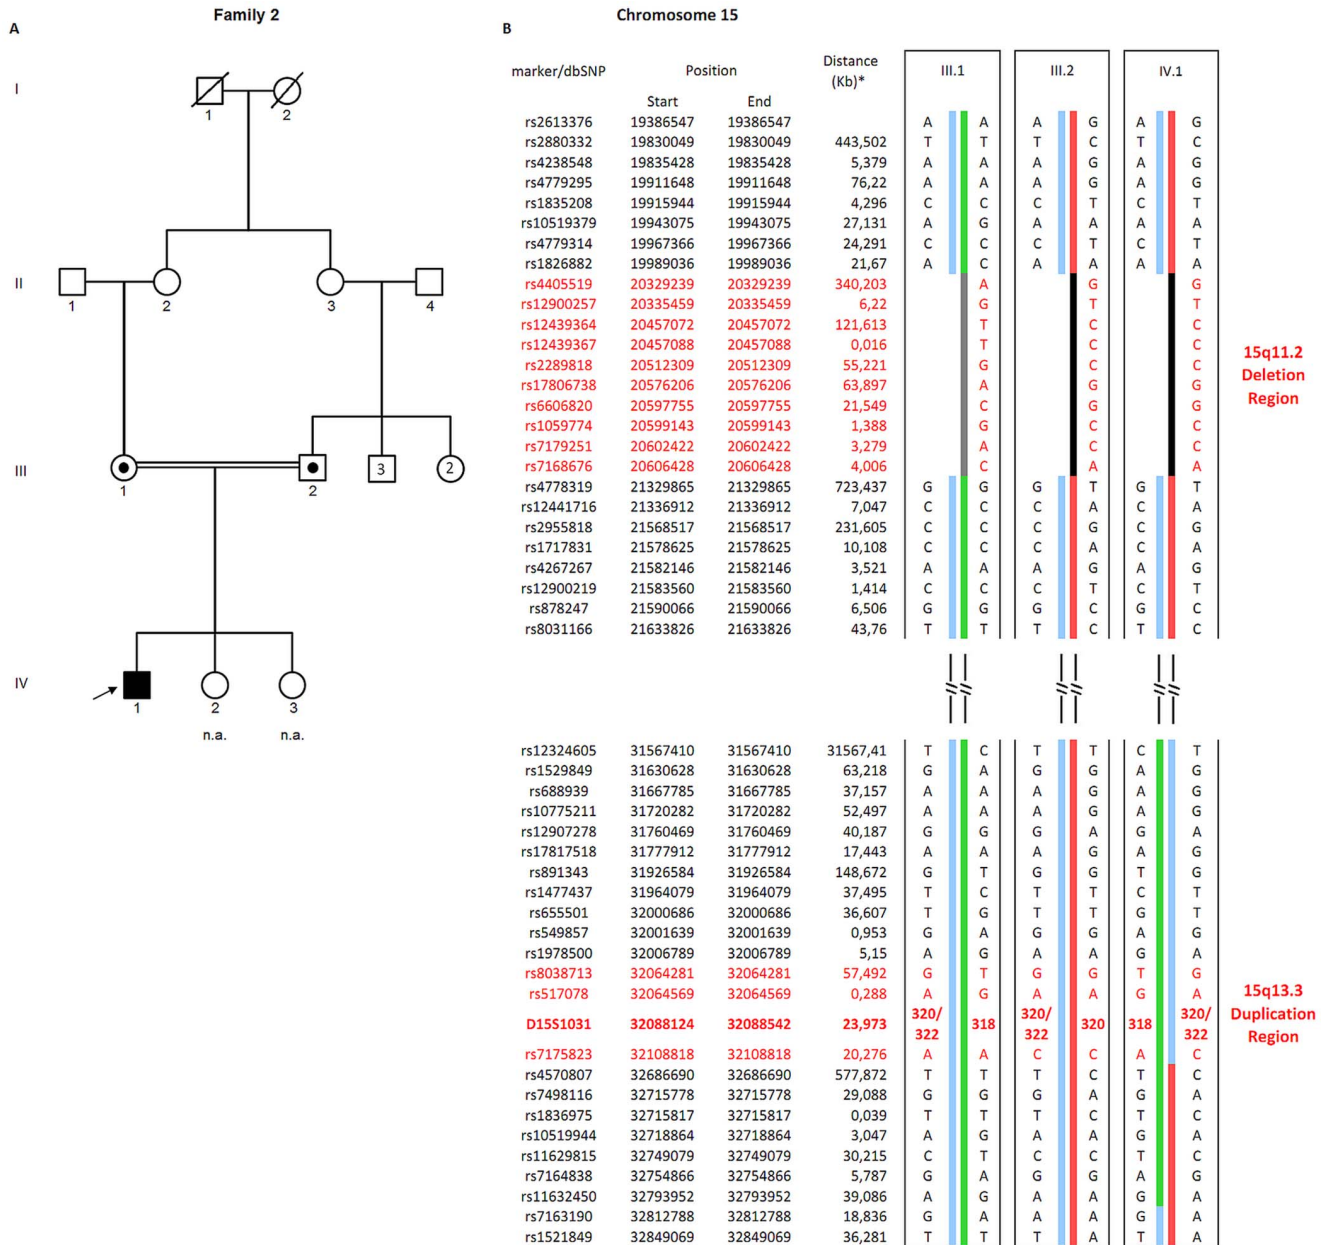 Family 2
A
I
1
2
II
1
2
3
4
III
1
2
3
2
IV
1
2
3
n.a.
n.a.
Chromosome 15
B
marker/dbSNP Position Distance (Kb)* III.1 III.2 IV.1
Start End
rs2613376 19386547 19386547 A A A G A G
rs2880332 19830049 19830049 443,502 T T T C T C
rs4238548 19835428 19835428 5,379 A A A G A G
rs4779295 19911648 19911648 76,22 A A A G A G
rs1835208 19915944 19915944 4,296 C C C T C T
rs10519379 19943075 19943075 27,131 A G A A A A
rs4779314 19967366 19967366 24,291 C C C T C T
rs1826882 19989036 19989036 21,67 A C A A A A
rs4405519 20329239 20329239 340,203 A G G
rs12900257 20335459 20335459 6,22 G T T
rs12439364 20457072 20457072 121,613 T C C
rs12439367 20457088 20457088 0,016 T C C
rs2289818 20512309 20512309 55,221 G C C
rs17806738 20576206 20576206 63,897 A G G
rs6606820 20597755 20597755 21,549 C G G
rs1059774 20599143 20599143 1,388 G C C
rs7179251 20602422 20602422 3,279 A C C
rs7168676 20606428 20606428 4,006 C A A
15q11.2
Deletion
Region
rs4778319 21329865 21329865 723,437 G G G T G T
rs12441716 21336912 21336912 7,047 C C C A C A
rs2955818 21568517 21568517 231,605 C C C G C G
rs1717831 21578625 21578625 10,108 C C C A C A
rs4267267 21582146 21582146 3,521 A A A G A G
rs12900219 21583560 21583560 1,414 C C C T C T
rs878247 21590066 21590066 6,506 G G G C G C
rs8031166 21633826 21633826 43,76 T T T C T C
rs12324605 31567410 31567410 31567,41 T C T T C T
rs1529849 31630628 31630628 63,218 G A G G A G
rs688939 31667785 31667785 37,157 A A A G A A
rs10775211 31720282 31720282 52,497 A A A G A A
rs12907278 31760469 31760469 40,187 G G G A G G
rs17817518 31777912 31777912 17,443 A A A G A A
rs891343 31926584 31926584 148,672 G T G G T G
rs1477437 31964079 31964079 37,495 T C T T C T
rs655501 32000686 32000686 36,607 T G T T G T
rs549857 32001639 32001639 0,953 G A G G A G
rs1978500 32006789 32006789 5,15 A G A A G A
rs8038713 32064281 32064281 57,492 G T G G T G
rs517078 32064569 32064569 0,288 A G A A G A
D15S1031 32088124 32088542 23,973 320/322 318 320/322 320 318 320/322
rs7175823 32108818 32108818 20,276 A A C C A C
15q13.3
Duplication
Region
rs4570807 32686690 32686690 577,872 T T T C T C
rs7498116 32715778 32715778 29,088 G G G A G A
rs1836975 32715817 32715817 0,039 T T T C T C
rs10519944 32718864 32718864 3,047 A G A A G A
rs11629815 32749079 32749079 30,215 C T C C T C
rs7164838 32754866 32754866 5,787 G A G G A G
rs11632450 32793952 32793952 39,086 A G A A G A
rs7163190 32812788 32812788 18,836 G A A A G A
rs1521849 32849069 32849069 36,281 T T T A T A